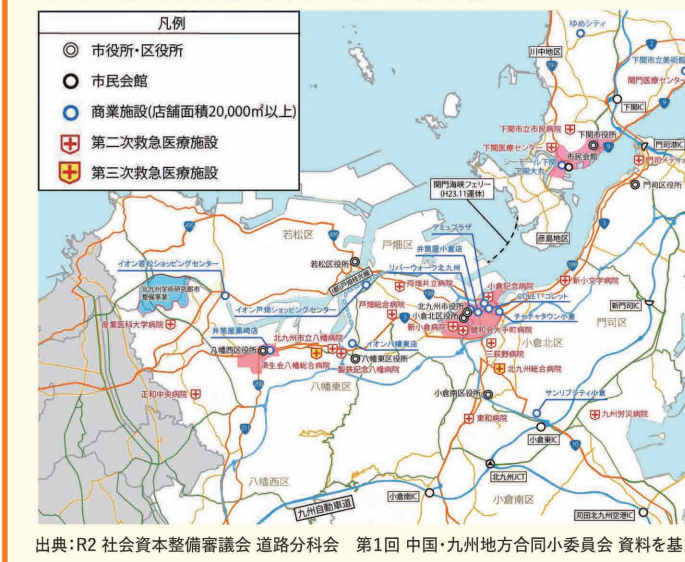 凡例
市役所・区役所
市民会館
商業施設(店舗面積20,000㎡以上)
第二次救急医療施設
第三次救急医療施設
ゆめシティ
川中地区
下関市立美術館
関門医療センター
下関IC
下関市立市民病院
下関市役所
下関医療センター
市民会館
シーモール下関
下関大丸
門司港IC
門司区役所
関門海峡フェリー
(H23.11運休)
彦島地区
若松区
戸畑区
若松区役所
アミュプラザ
井筒屋小倉店
リバーウォーク北九州
イオン若松ショッピングセンター
北九州学術研究都市
整備事業
イオン戸畑ショッピングセンター
戸畑共立病院
小倉記念病院
新小文字病院
戸畑総合病院
北九州市役所
小倉北区役所
チャチャタウン小倉
新門司IC
門司区
産業医科大学病院
井筒屋黒崎店
北九州市立八幡病院
イオン八幡東店
新小倉病院
健和会大手町病院
小倉北区
八幡西区役所
八幡東区役所
済生会八幡総合病院
製鉄記念八幡病院
三萩野病院
北九州総合病院
八幡東区
正和中央病院
小倉南区役所
サンリブシティ小倉
東和病院
九州労災病院
小倉東IC
八幡西区
北九州JCT
小倉南IC
小倉南区
九州自動車道
苅田北九州空港IC
出典:R2 社会資本整備審議会 道路分科会 第1回 中国・九州地方合同小委員会 資料を基